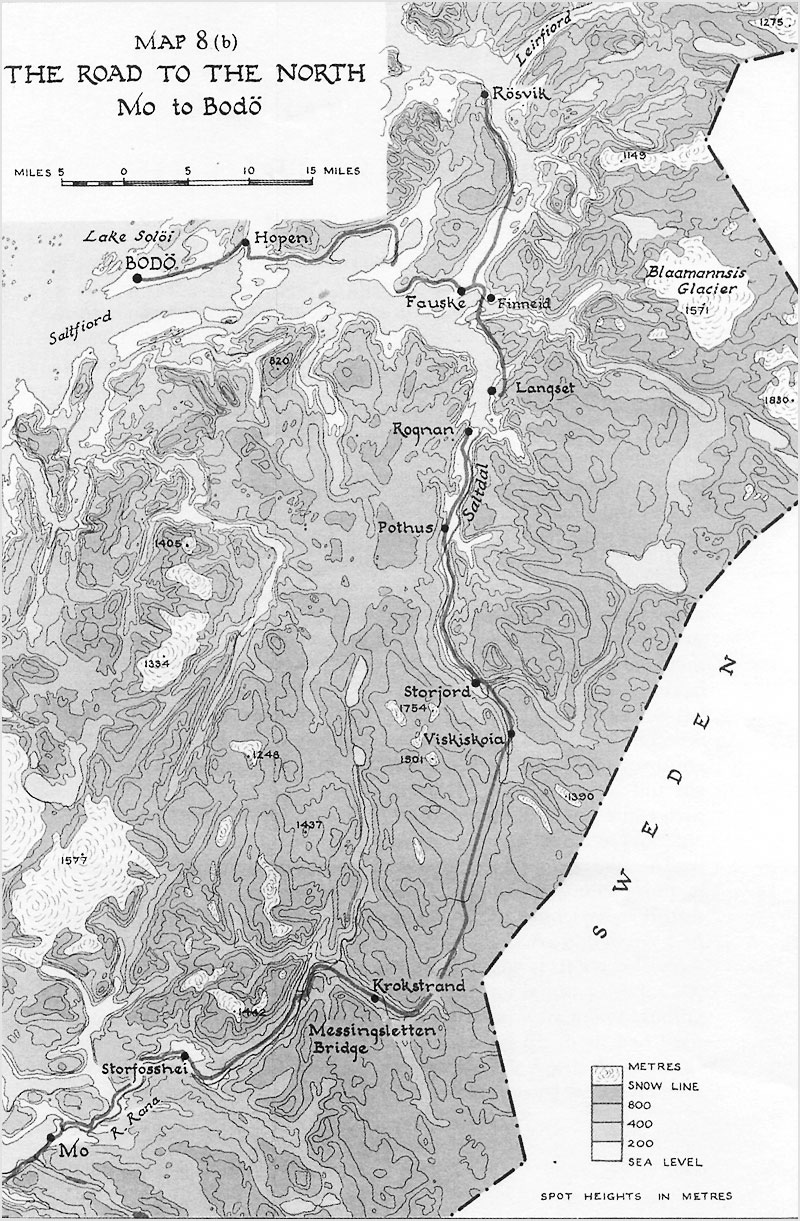 MAP 8 (b)
THE ROAD TO THE NORTH
Mo to Bodö
MILES 5 0 5 10 15 MILES
Leirfiord
1275
Rösvik
1149
Lake Solöi
Hopen
BODÖ
Blaamannsis
Glacier
1571
Fauske
Finneid
Saltfiord
820
Langset
1830
Rognan
Saltdal
Pothus
1405
1334
Storjord
1754
Viskiskoia
1248
1501
1390
1437
1577
SWEDEN
Krokstrand
1442
Messingsletten
Bridge
Storfosshei
R. Rana
Mo
METRES
SNOW LINE
800
400
200
SEA LEVEL
SPOT HEIGHTS IN METRES